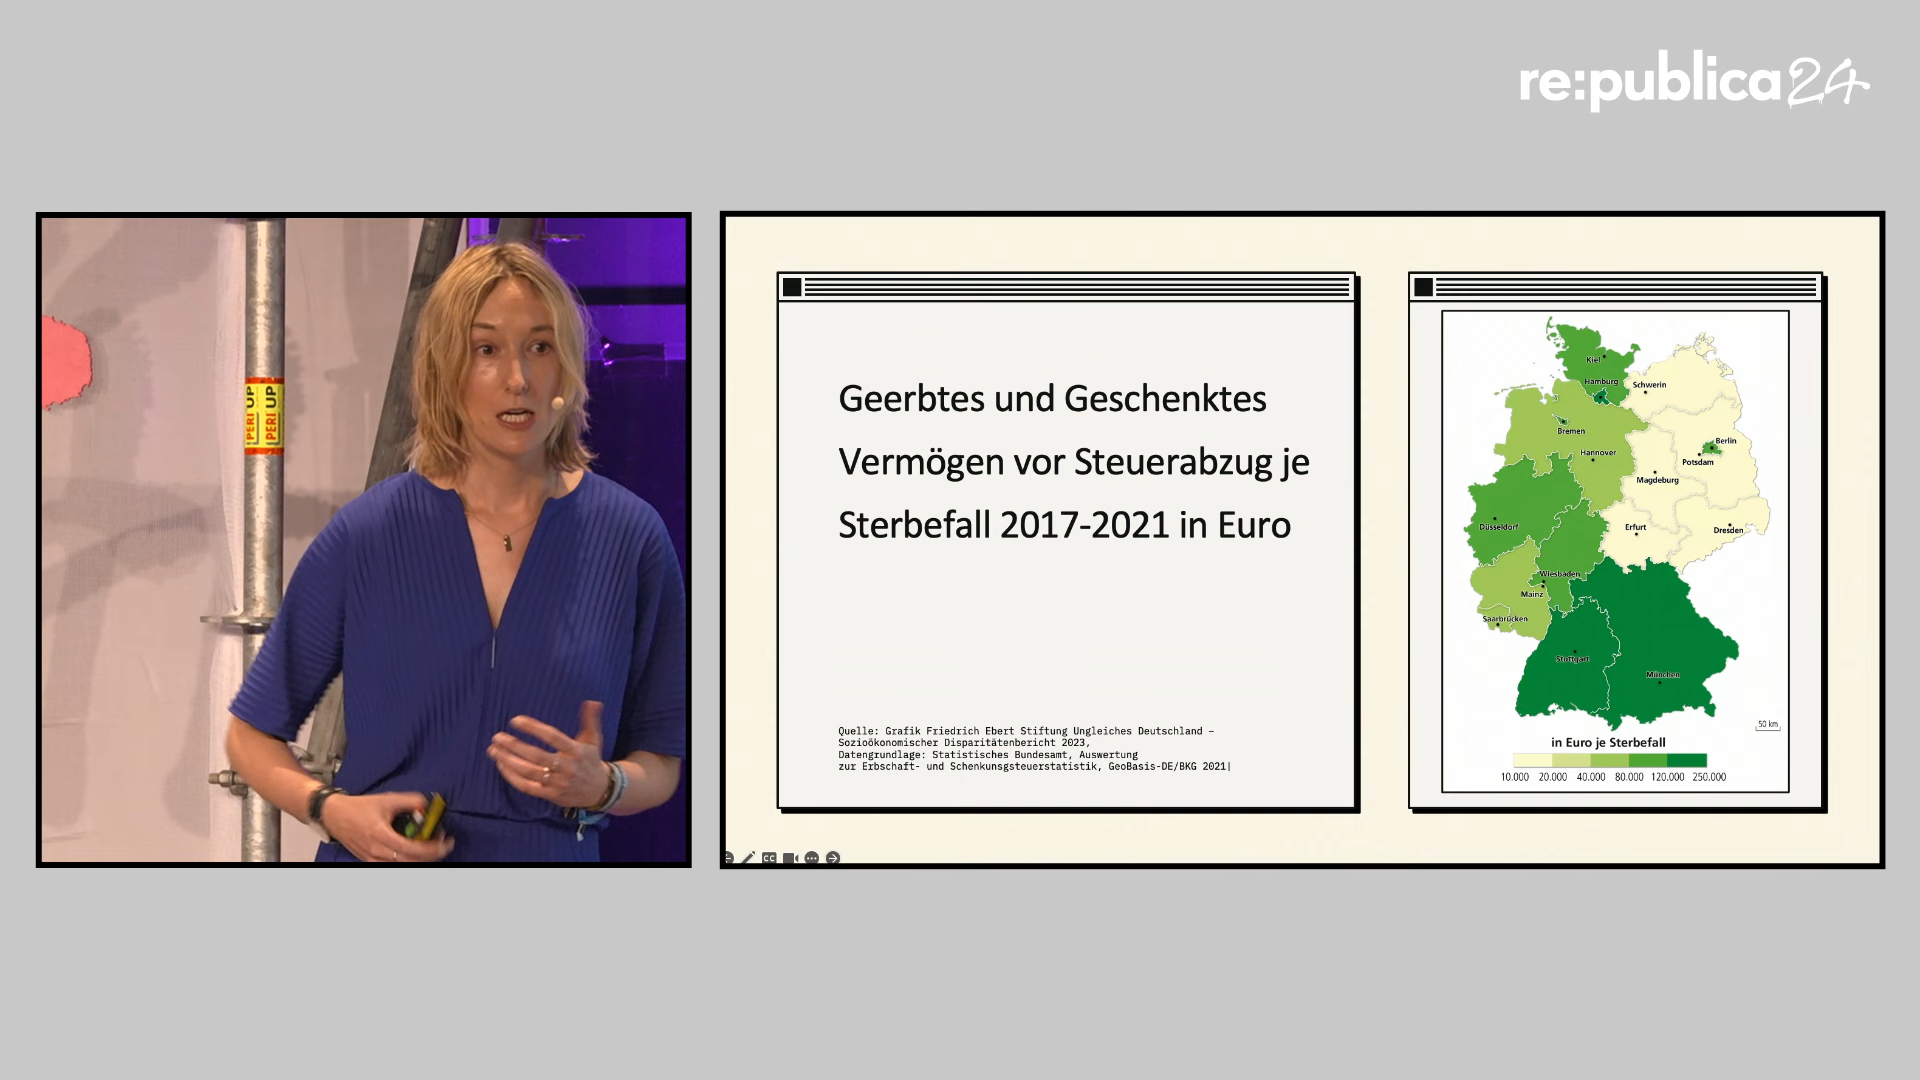 re:publica24
PERI UP
PERI UP
Geerbtes und Geschenktes
Vermögen vor Steuerabzug je
Sterbefall 2017-2021 in Euro
Quelle: Grafik Friedrich Ebert Stiftung Ungleiches Deutschland –
Sozioökonomischer Disparitätenbericht 2023,
Datengrundlage: Statistisches Bundesamt, Auswertung
zur Erbschaft- und Schenkunsgsteuerstatistik, GeoBasis-DE/BKG 2021|
Kiel
Hamburg
Schwerin
Bremen
Berlin
Hannover
Potsdam
Magdeburg
Düsseldorf
Erfurt
Dresden
Wiesbaden
Mainz
Saarbrücken
Stuttgart
München
50 km
in Euro je Sterbefall
10.000 20.000 40.000 80.000 120.000 250.000
CC